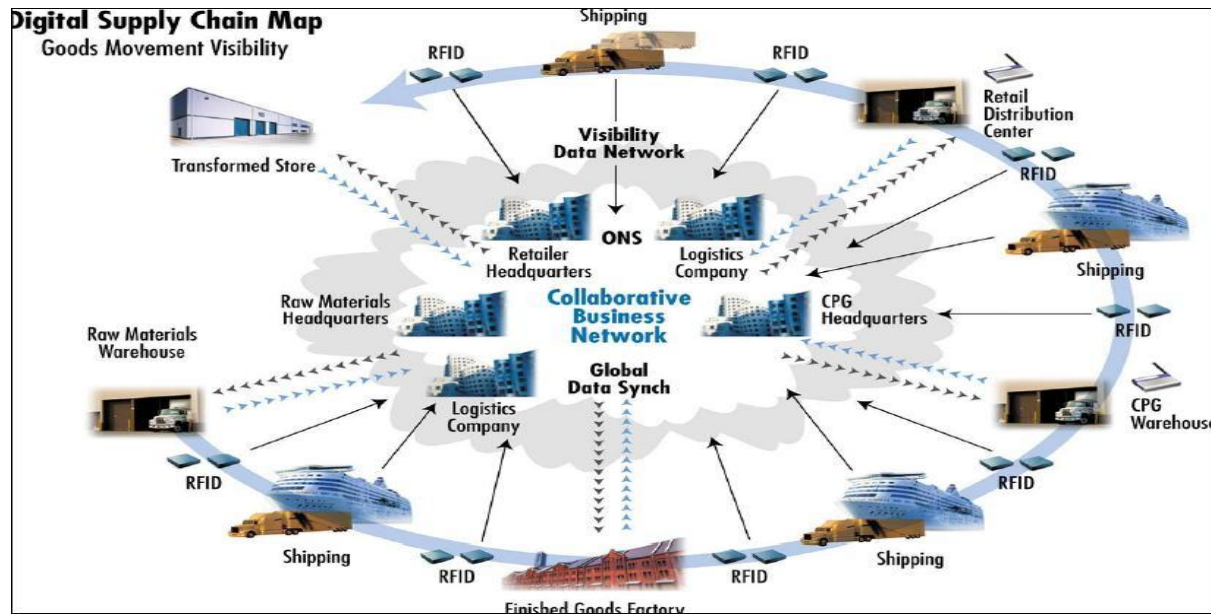 Digital Supply Chain Map
Goods Movement Visibility
Shipping
RFID
RFID
Retail
Distribution
Center
Transformed Store
Visibility
Data Network
RFID
ONS
Retailer
Headquarters
Logistics
Company
Shipping
Raw Materials
Headquarters
Collaborative
Business
Network
CPG
Headquarters
RFID
Raw Materials
Warehouse
Global
Data Synch
Logistics
Company
CPG
Warehouse
RFID
RFID
Shipping
Shipping
RFID
RFID
Finished Goods Factory